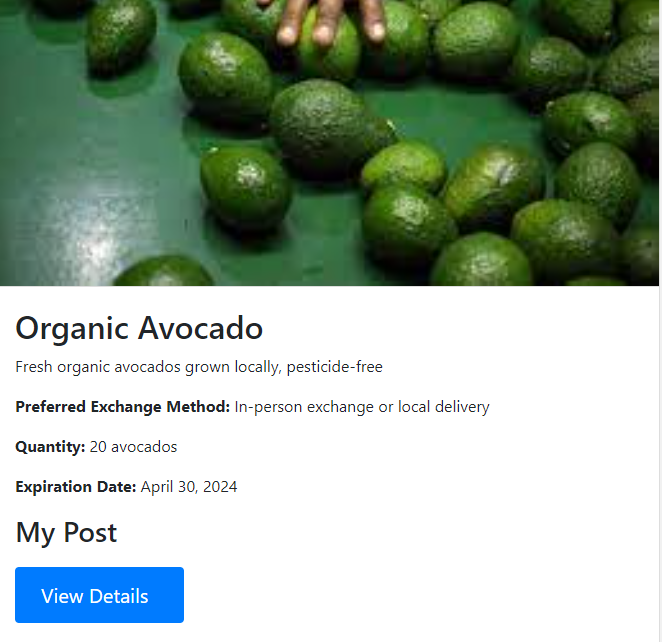 Organic Avocado
Fresh organic avocados grown locally, pesticide-free
Preferred Exchange Method: In-person exchange or local delivery
Quantity: 20 avocados
Expiration Date: April 30, 2024
My Post
View Details